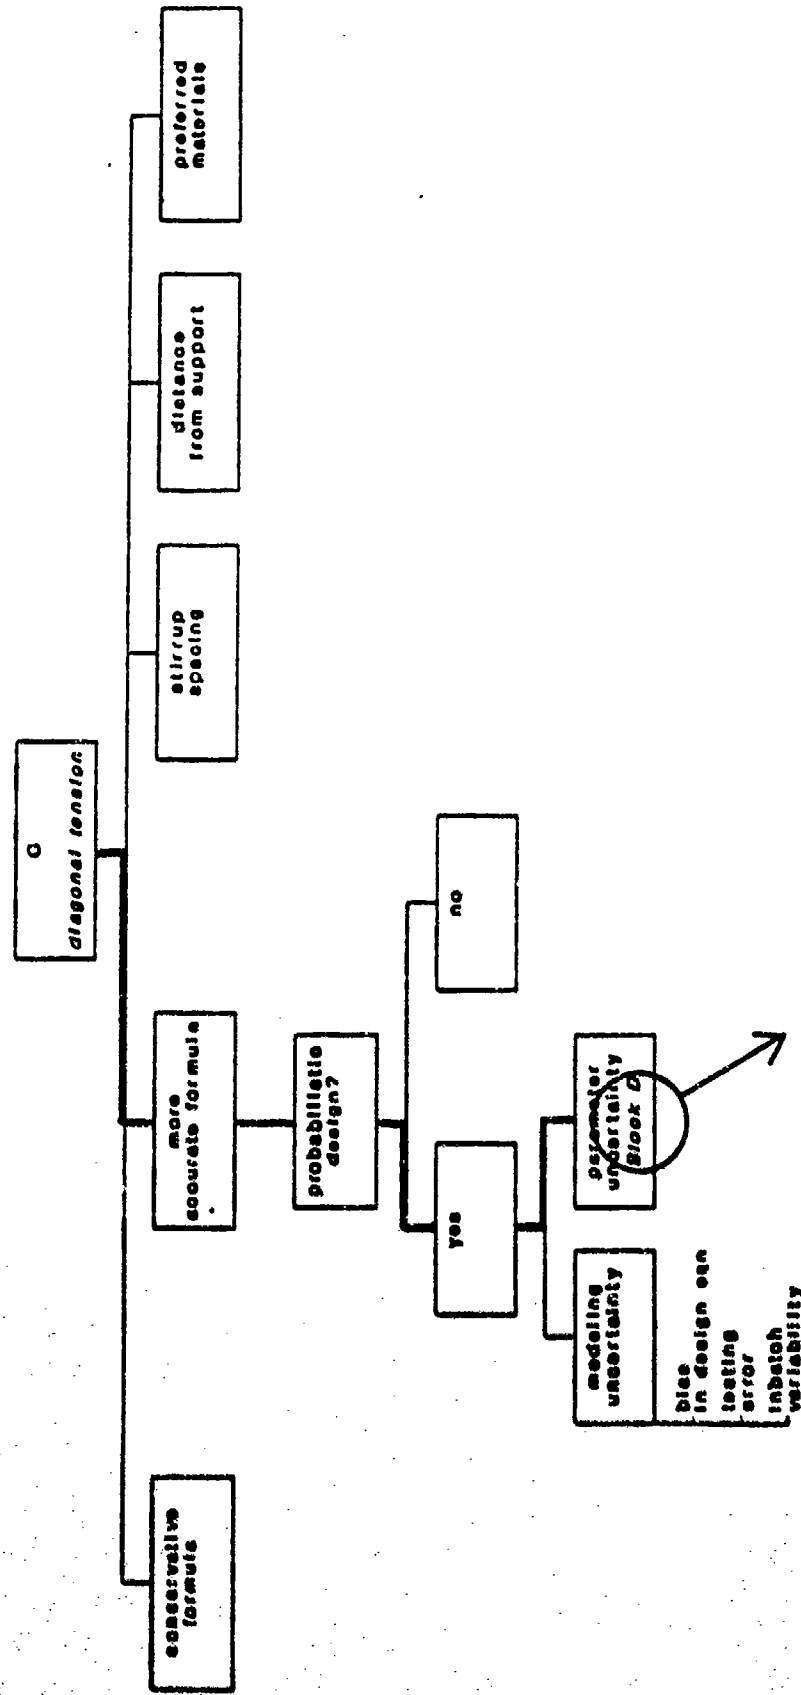 C
diagonal tension
conservative
formula
more
accurate formula
stirrup
spacing
distance
from support
preferred
materials
probabilistic
design?
yes
no
modeling
uncertainty
parameter
uncertainty
Block D
bias
in design eqn
testing
error
inbatch
variability